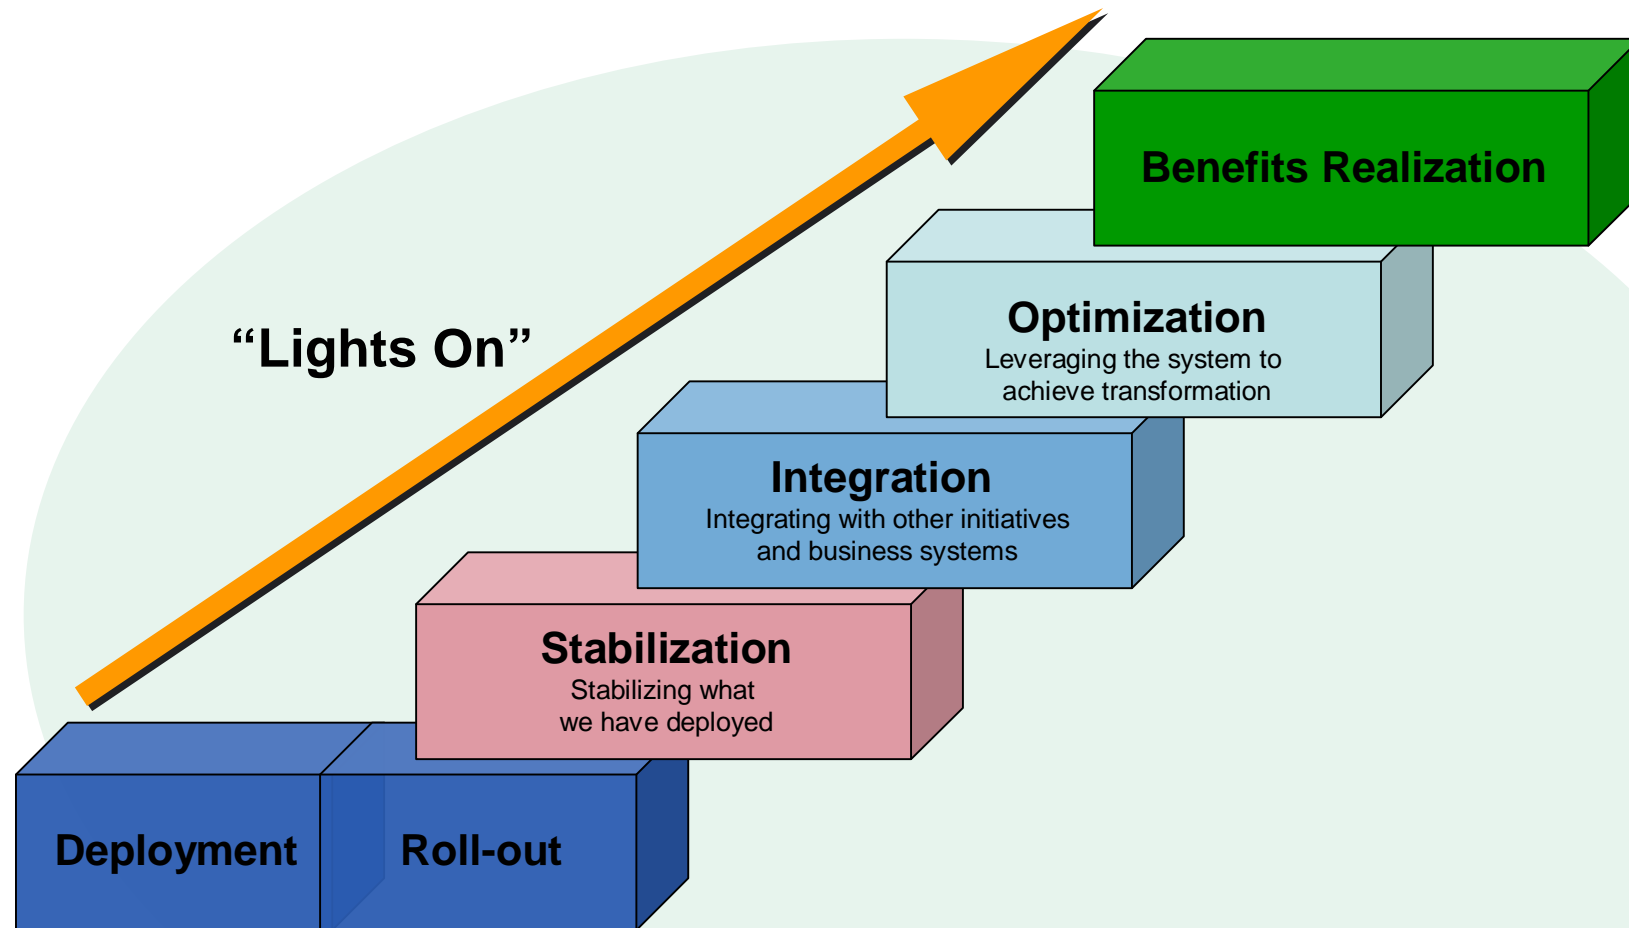 Benefits Realization
Optimization
Leveraging the system to
achieve transformation
“Lights On”
Integration
Integrating with other initiatives
and business systems
Stabilization
Stabilizing what
we have deployed
Deployment
Roll-out